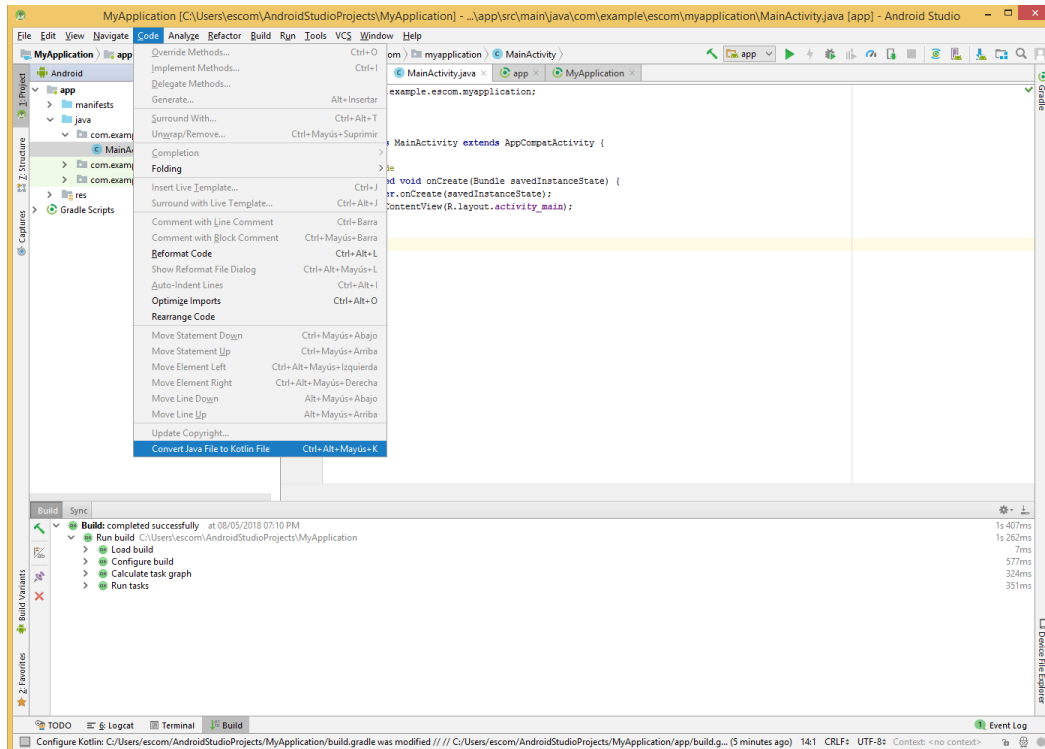 MyApplication [C:\Users\escom\AndroidStudioProjects\MyApplication] - ...\app\src\main\java\com\example\escom\myapplication\MainActivity.java [app] - Android Studio
File Edit View Navigate Code Analyze Refactor Build Run Tools VCS Window Help
MyApplication app
om myapplication MainActivity
app
Android
MainActivity.java app MyApplication
1: Project
Z: Structure
Captures
Build Variants
2: Favorites
Gradle
Device File Explorer
app
manifests
java
com.exam
MainA
com.exam
com.exam
res
Gradle Scripts
Override Methods... Ctrl+O
Implement Methods... Ctrl+I
Delegate Methods...
Generate... Alt+Insertar
Surround With... Ctrl+Alt+T
Unwrap/Remove... Ctrl+Mayús+Suprimir
Completion
Folding
Insert Live Template... Ctrl+J
Surround with Live Template... Ctrl+Alt+J
Comment with Line Comment Ctrl+Barra
Comment with Block Comment Ctrl+Mayús+Barra
Reformat Code Ctrl+Alt+L
Show Reformat File Dialog Ctrl+Alt+Mayús+L
Auto-Indent Lines Ctrl+Alt+I
Optimize Imports Ctrl+Alt+O
Rearrange Code
Move Statement Down Ctrl+Mayús+Abajo
Move Statement Up Ctrl+Mayús+Arriba
Move Element Left Ctrl+Alt+Mayús+Izquierda
Move Element Right Ctrl+Alt+Mayús+Derecha
Move Line Down Alt+Mayús+Abajo
Move Line Up Alt+Mayús+Arriba
Update Copyright...
Convert Java File to Kotlin File Ctrl+Alt+Mayús+K
example.escom.myapplication;
MainActivity extends AppCompatActivity {
de
ed void onCreate(Bundle savedInstanceState) {
er.onCreate(savedInstanceState);
ContentView(R.layout.activity_main);
Build Sync
Build: completed successfully at 08/05/2018 07:10 PM 1s 407ms
Run build C:\Users\escom\AndroidStudioProjects\MyApplication 1s 262ms
Load build 7ms
Configure build 577ms
Calculate task graph 324ms
Run tasks 351ms
TODO 6: Logcat Terminal Build 1 Event Log
Configure Kotlin: C:/Users/escom/AndroidStudioProjects/MyApplication/build.gradle was modified // // C:/Users/escom/AndroidStudioProjects/MyApplication/app/build.g... (5 minutes ago) 14:1 CRLF÷ UTF-8÷ Context: <no context>